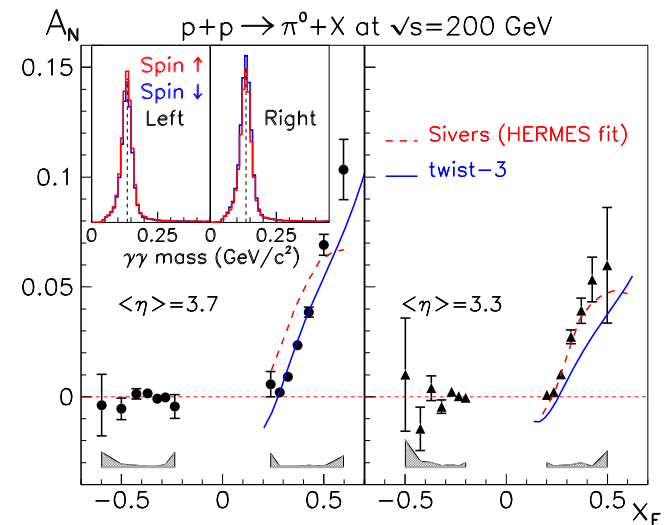 A_N p+p → π⁰+X at √s=200 GeV
0.15
0.1
0.05
0
Spin ↑
Spin ↓
Left
Right
0 0.25 0 0.25
γγ mass (GeV/c²)
<η>=3.7
Sivers (HERMES fit)
twist-3
<η>=3.3
-0.5 0 0.5 -0.5 0 0.5
X_F